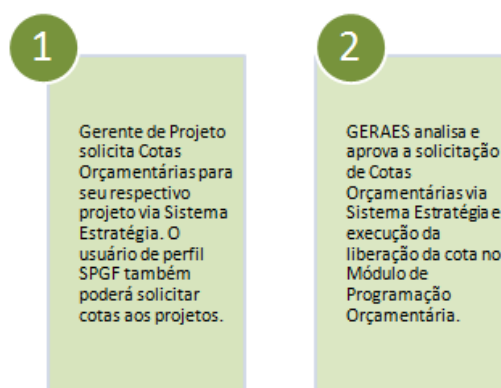 1
Gerente de Projeto
solicita Cotas
Orçamentárias para
seu respectivo
projeto via Sistema
Estratégia. O
usuário de perfil
SPGF também
poderá solicitar
cotas aos projetos.
2
GERAES analisa e
aprova a solicitação
de Cotas
Orçamentárias via
Sistema Estratégia e
execução da
liberação da cota no
Módulo de
Programação
Orçamentária.